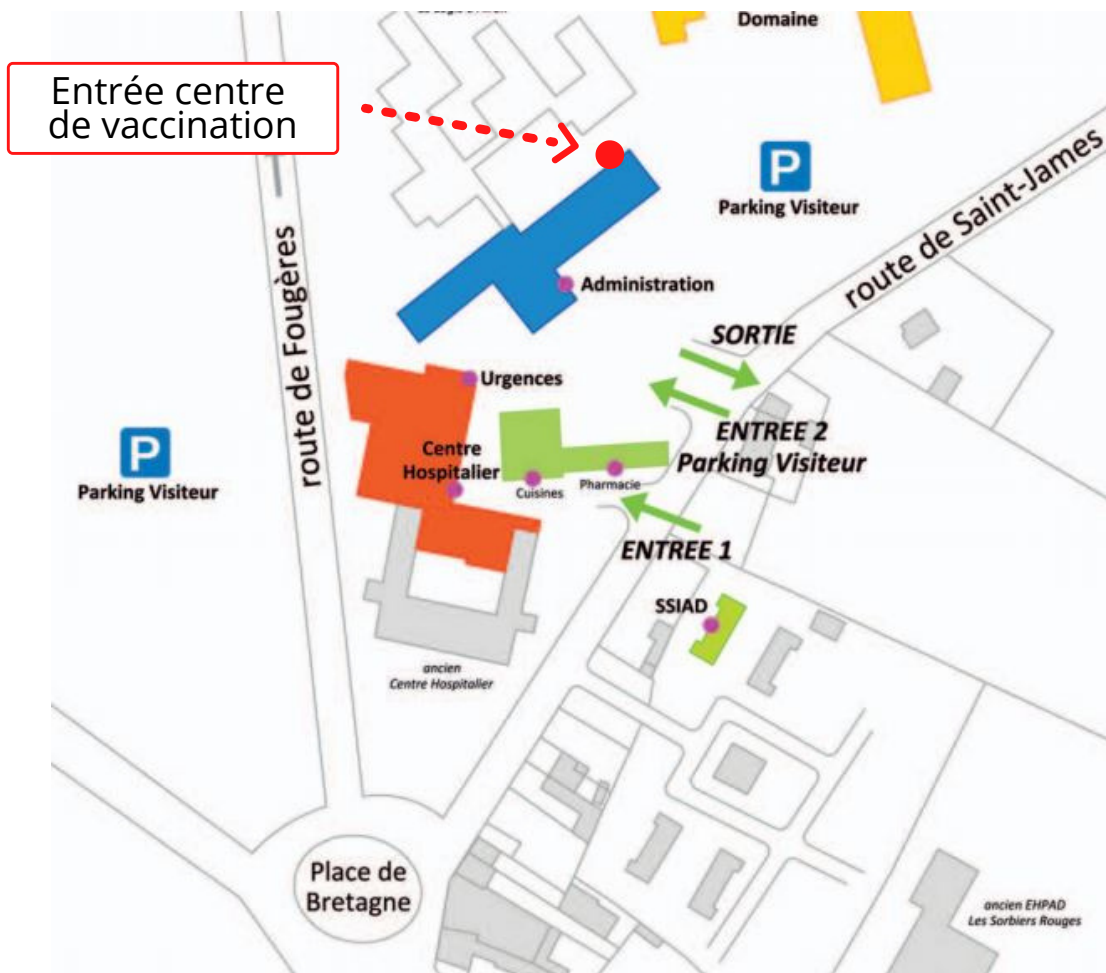 Domaine
Entrée centre
de vaccination
P
Parking Visiteur
route de Saint-James
route de Fougères
Administration
SORTIE
Urgences
ENTREE 2
Parking Visiteur
Centre
Hospitalier
Cuisines
Pharmacie
P
Parking Visiteur
ENTREE 1
SSIAD
ancien
Centre Hospitalier
Place de
Bretagne
ancien EHPAD
Les Sorbiers Rouges